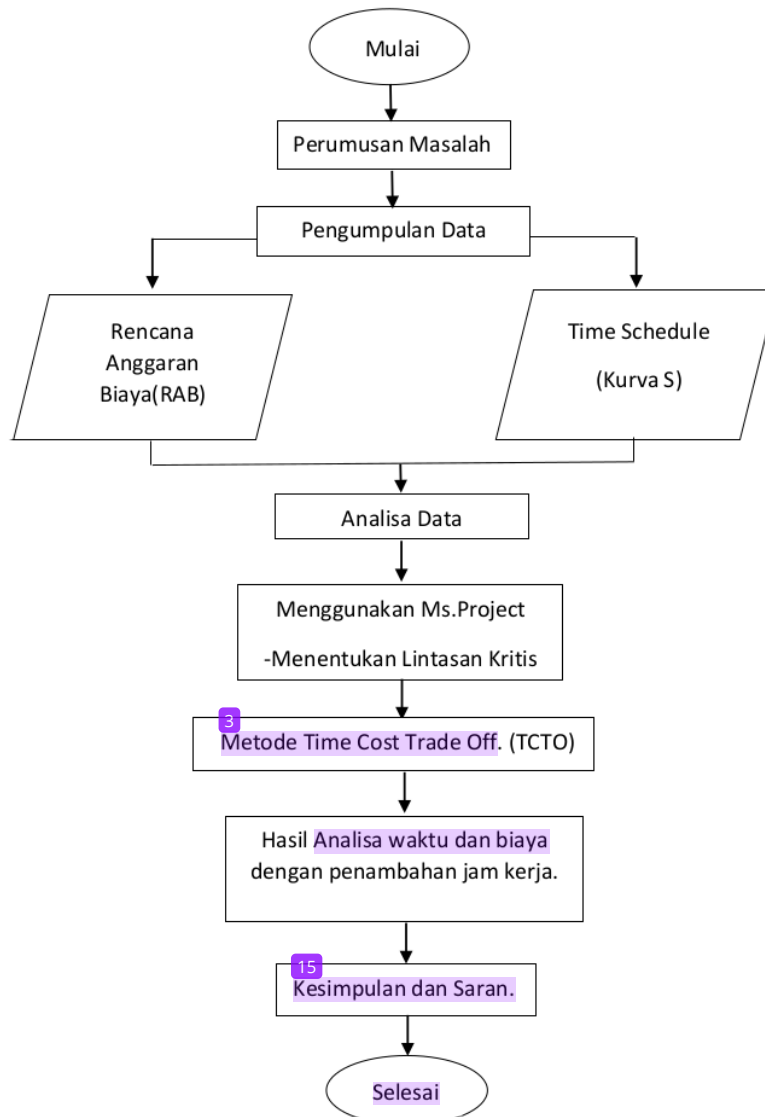 Mulai
Perumusan Masalah
Pengumpulan Data
Rencana
Anggaran
Biaya(RAB)
Time Schedule
(Kurva S)
Analisa Data
Menggunakan Ms.Project
-Menentukan Lintasan Kritis
3
Metode Time Cost Trade Off. (TCTO)
Hasil Analisa waktu dan biaya
dengan penambahan jam kerja.
15
Kesimpulan dan Saran.
Selesai